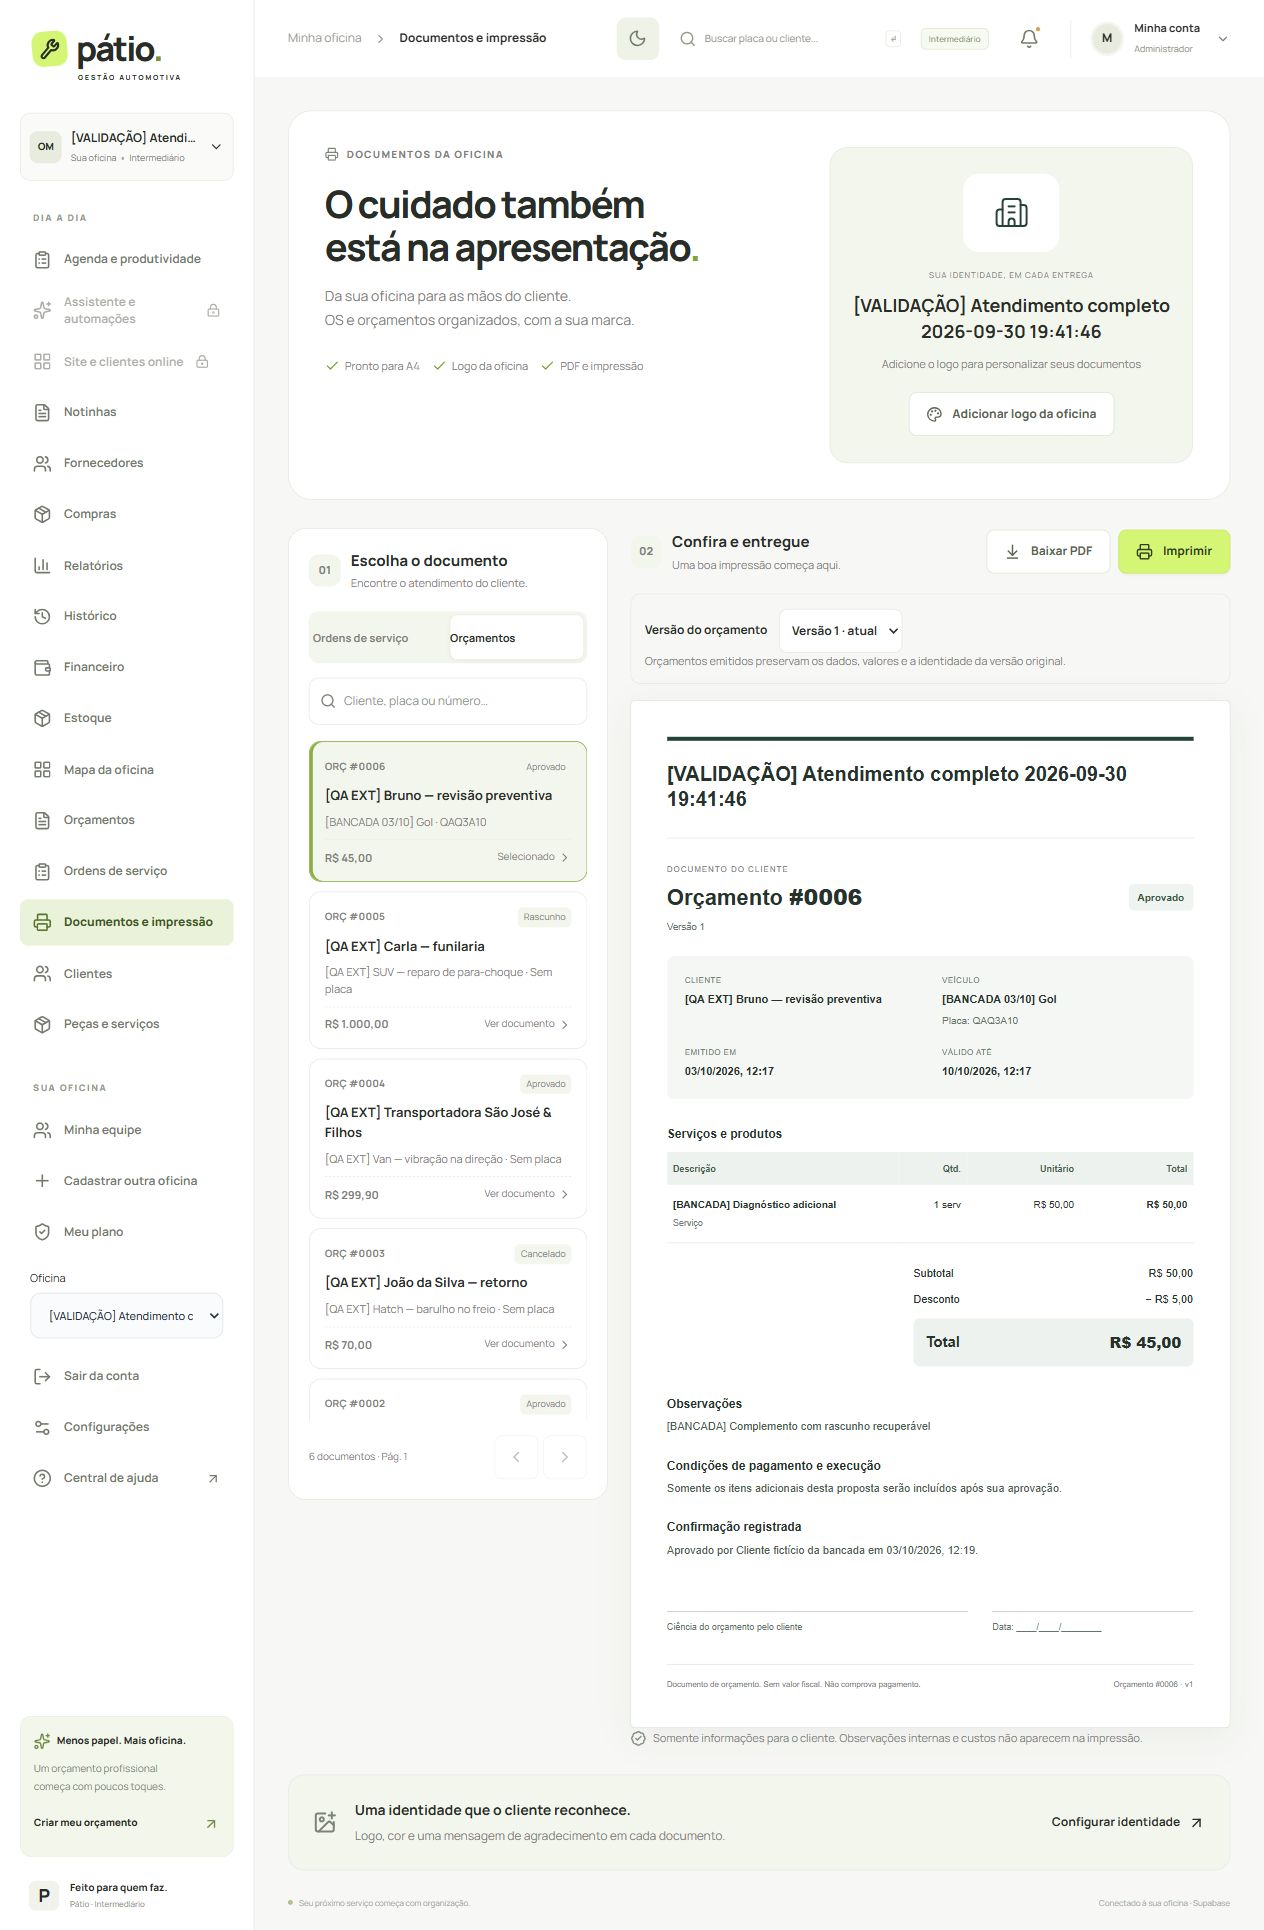 pátio.
GESTÃO AUTOMOTIVA
OM
[VALIDAÇÃO] Atendi...
Sua oficina • Intermediário
DIA A DIA
Agenda e produtividade
Assistente e
automações
Site e clientes online
Notinhas
Fornecedores
Compras
Relatórios
Histórico
Financeiro
Estoque
Mapa da oficina
Orçamentos
Ordens de serviço
Documentos e impressão
Clientes
Peças e serviços
SUA OFICINA
Minha equipe
Cadastrar outra oficina
Meu plano
Oficina
[VALIDAÇÃO] Atendimento c
Sair da conta
Configurações
Central de ajuda
Menos papel. Mais oficina.
Um orçamento profissional
começa com poucos toques.
Criar meu orçamento
P
Feito para quem faz.
Pátio · Intermediário
Minha oficina
Documentos e impressão
Buscar placa ou cliente...
Intermediário
M
Minha conta
Administrador
DOCUMENTOS DA OFICINA
O cuidado também
está na apresentação.
Da sua oficina para as mãos do cliente.
OS e orçamentos organizados, com a sua marca.
Pronto para A4
Logo da oficina
PDF e impressão
SUA IDENTIDADE, EM CADA ENTREGA
[VALIDAÇÃO] Atendimento completo
2026-09-30 19:41:46
Adicione o logo para personalizar seus documentos
Adicionar logo da oficina
01
Escolha o documento
Encontre o atendimento do cliente.
Ordens de serviço
Orçamentos
Cliente, placa ou número...
ORÇ #0006
Aprovado
[QA EXT] Bruno — revisão preventiva
[BANCADA 03/10] Gol · QAQ3A10
R$ 45,00
Selecionado
ORÇ #0005
Rascunho
[QA EXT] Carla — funilaria
[QA EXT] SUV — reparo de para-choque · Sem
placa
R$ 1.000,00
Ver documento
ORÇ #0004
Aprovado
[QA EXT] Transportadora São José &
Filhos
[QA EXT] Van — vibração na direção · Sem placa
R$ 299,90
Ver documento
ORÇ #0003
Cancelado
[QA EXT] João da Silva — retorno
[QA EXT] Hatch — barulho no freio · Sem placa
R$ 70,00
Ver documento
ORÇ #0002
Aprovado
6 documentos · Pág. 1
02
Confira e entregue
Uma boa impressão começa aqui.
Baixar PDF
Imprimir
Versão do orçamento
Versão 1 · atual
Orçamentos emitidos preservam os dados, valores e a identidade da versão original.
[VALIDAÇÃO] Atendimento completo 2026-09-30
19:41:46
DOCUMENTO DO CLIENTE
Orçamento #0006
Aprovado
Versão 1
CLIENTE
[QA EXT] Bruno — revisão preventiva
VEÍCULO
[BANCADA 03/10] Gol
Placa: QAQ3A10
EMITIDO EM
03/10/2026, 12:17
VÁLIDO ATÉ
10/10/2026, 12:17
Serviços e produtos
Descrição Qtd. Unitário Total
[BANCADA] Diagnóstico adicional 1 serv R$ 50,00 R$ 50,00
Serviço
Subtotal R$ 50,00
Desconto – R$ 5,00
Total R$ 45,00
Observações
[BANCADA] Complemento com rascunho recuperável
Condições de pagamento e execução
Somente os itens adicionais desta proposta serão incluídos após sua aprovação.
Confirmação registrada
Aprovado por Cliente fictício da bancada em 03/10/2026, 12:19.
Ciência do orçamento pelo cliente
Data: ____/____/________
Documento de orçamento. Sem valor fiscal. Não comprova pagamento.
Orçamento #0006 · v1
Somente informações para o cliente. Observações internas e custos não aparecem na impressão.
Uma identidade que o cliente reconhece.
Logo, cor e uma mensagem de agradecimento em cada documento.
Configurar identidade
Seu próximo serviço começa com organização.
Conectado à sua oficina · Supabase